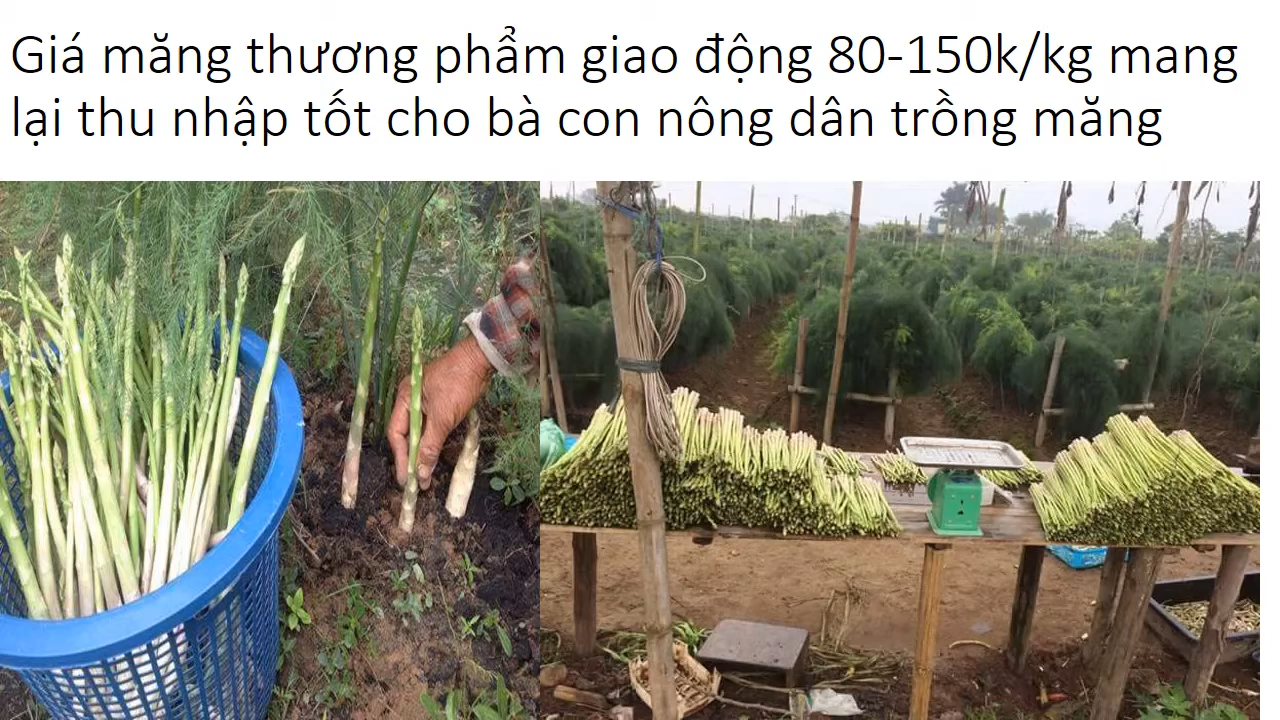 Giá măng thương phẩm giao động 80-150k/kg mang
lại thu nhập tốt cho bà con nông dân trồng măng